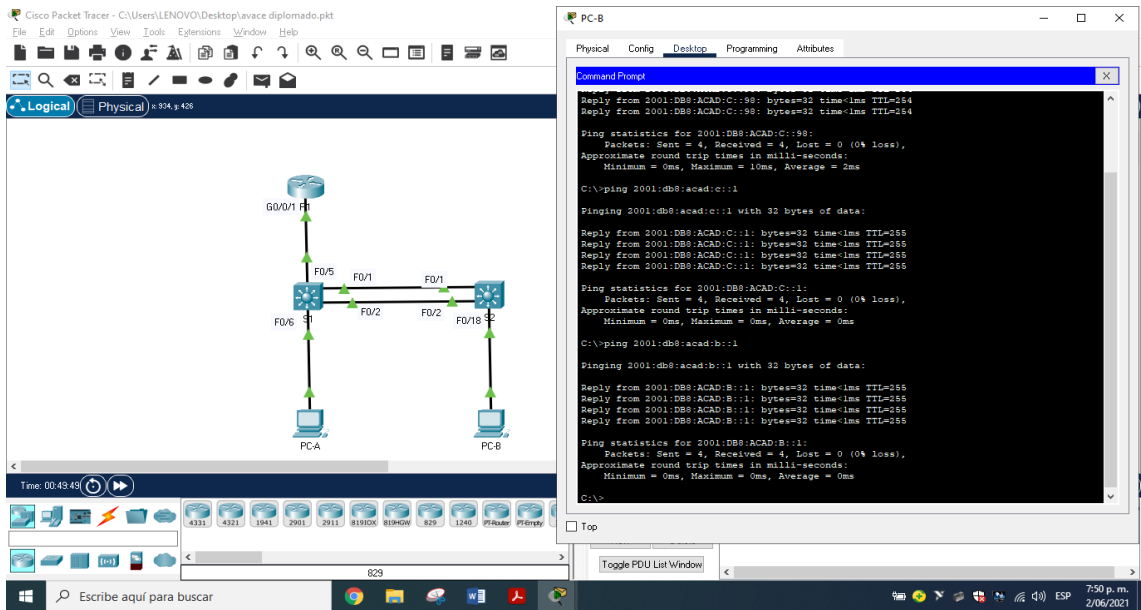 Cisco Packet Tracer - C:\Users\LENOVO\Desktop\avace diplomado.pkt
File Edit Options View Tools Extensions Window Help
Logical Physical x: 934, y: 426
G0/0/1 R1
F0/5
F0/1
F0/1
F0/2
F0/2
F0/6
S1
F0/18
S2
PC-A
PC-B
Time: 00:49:49
4331 4321 1941 2901 2911 819IOX 819HGW 829 1240 PT-Router PT-Empty
829
PC-B
Physical Config Desktop Programming Attributes
Command Prompt X
Reply from 2001:DB8:ACAD:C::98: bytes=32 time<1ms TTL=254
Ping statistics for 2001:DB8:ACAD:C::98:
Packets: Sent = 4, Received = 4, Lost = 0 (0% loss),
Approximate round trip times in milli-seconds:
Minimum = 0ms, Maximum = 10ms, Average = 2ms
C:\>ping 2001:db8:acad:c::1
Pinging 2001:db8:acad:c::1 with 32 bytes of data:
Reply from 2001:DB8:ACAD:C::1: bytes=32 time<1ms TTL=255
Reply from 2001:DB8:ACAD:C::1: bytes=32 time<1ms TTL=255
Reply from 2001:DB8:ACAD:C::1: bytes=32 time<1ms TTL=255
Reply from 2001:DB8:ACAD:C::1: bytes=32 time<1ms TTL=255
Ping statistics for 2001:DB8:ACAD:C::1:
Packets: Sent = 4, Received = 4, Lost = 0 (0% loss),
Approximate round trip times in milli-seconds:
Minimum = 0ms, Maximum = 0ms, Average = 0ms
C:\>ping 2001:db8:acad:b::1
Pinging 2001:db8:acad:b::1 with 32 bytes of data:
Reply from 2001:DB8:ACAD:B::1: bytes=32 time<1ms TTL=255
Reply from 2001:DB8:ACAD:B::1: bytes=32 time<1ms TTL=255
Reply from 2001:DB8:ACAD:B::1: bytes=32 time<1ms TTL=255
Reply from 2001:DB8:ACAD:B::1: bytes=32 time<1ms TTL=255
Ping statistics for 2001:DB8:ACAD:B::1:
Packets: Sent = 4, Received = 4, Lost = 0 (0% loss),
Approximate round trip times in milli-seconds:
Minimum = 0ms, Maximum = 0ms, Average = 0ms
C:\>
Top
Toggle PDU List Window
Escribe aquí para buscar
ESP
7:50 p. m.
2/06/2021